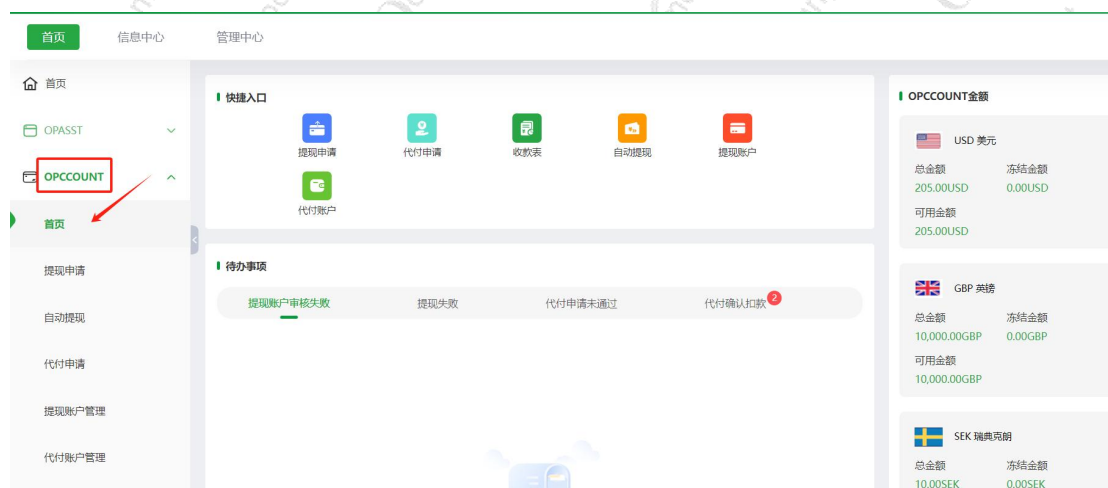 首页
信息中心
管理中心
首页
OPASST
OPCCOUNT
首页
提现申请
自动提现
代付申请
提现账户管理
代付账户管理
快捷入口
提现申请
代付申请
收款表
自动提现
提现账户
代付账户
待办事项
提现账户审核失败
提现失败
代付申请未通过
代付确认扣款 2
OPCCOUNT金额
USD 美元
总金额 冻结金额
205.00USD 0.00USD
可用金额
205.00USD
GBP 英镑
总金额 冻结金额
10,000.00GBP 0.00GBP
可用金额
10,000.00GBP
SEK 瑞典克朗
总金额 冻结金额
10.00SEK 0.00SEK